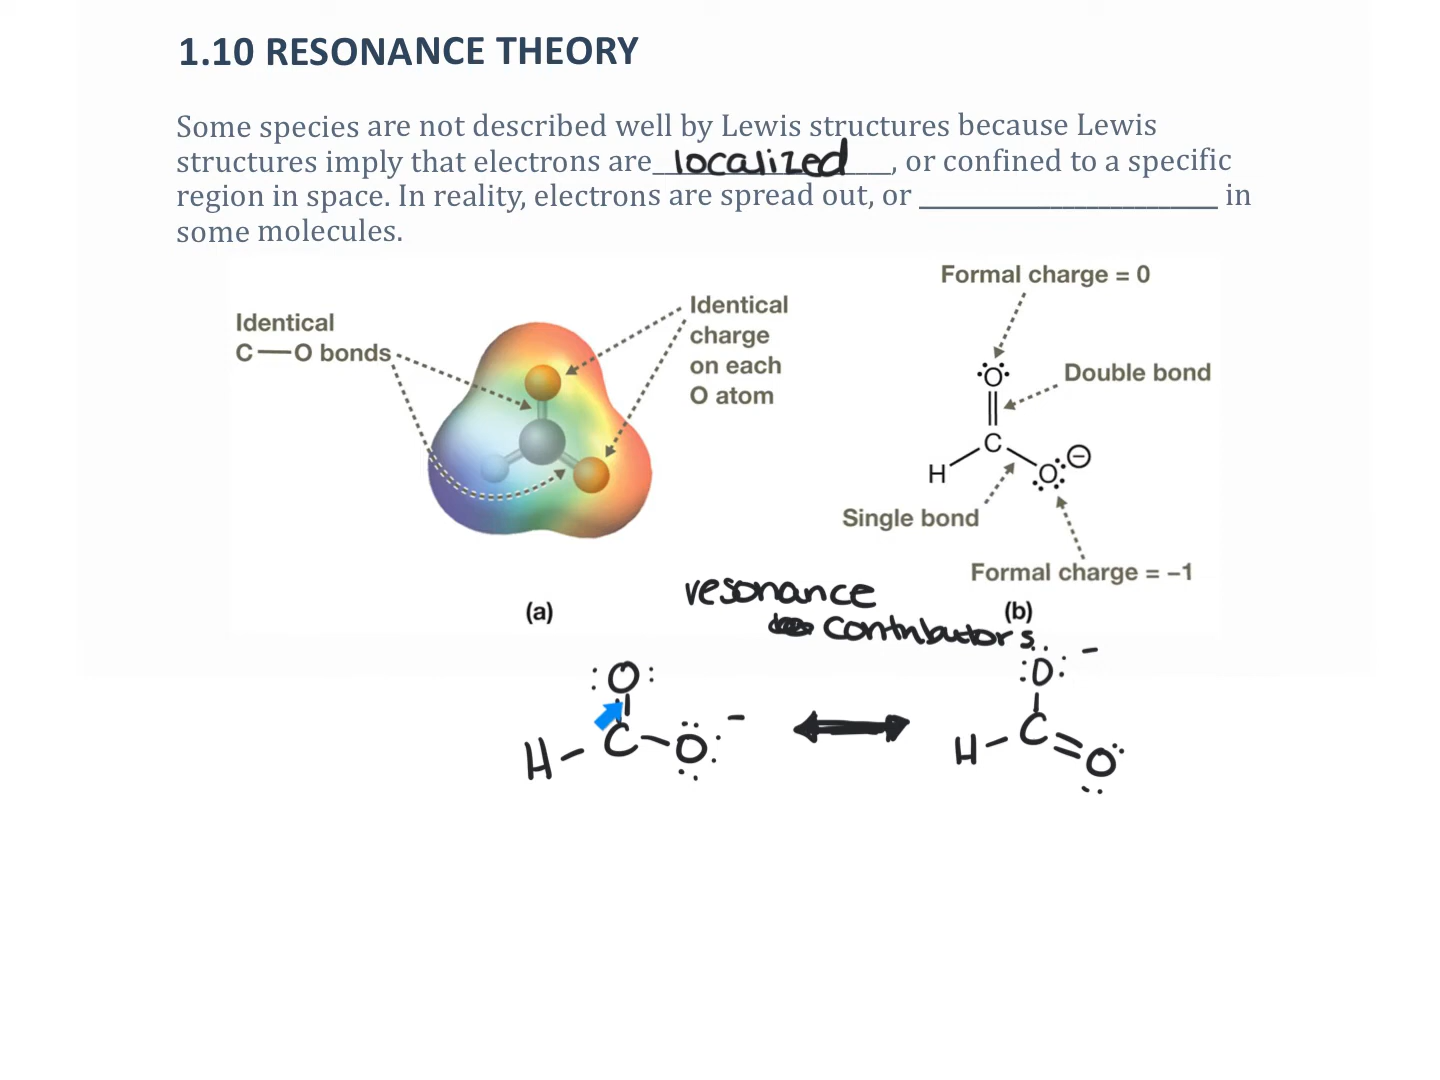 1.10 RESONANCE THEORY
Some species are not described well by Lewis structures because Lewis
structures imply that electrons are localized, or confined to a specific
region in space. In reality, electrons are spread out, or ____________________ in
some molecules.
Formal charge = 0
Identical
C—O bonds
Identical
charge
on each
O atom
Double bond
O
C
H
O ⊖
Single bond
Formal charge = −1
(a)
(b)
resonance
contributors
:O:
H - C - O: -
:O: -
H - C = O